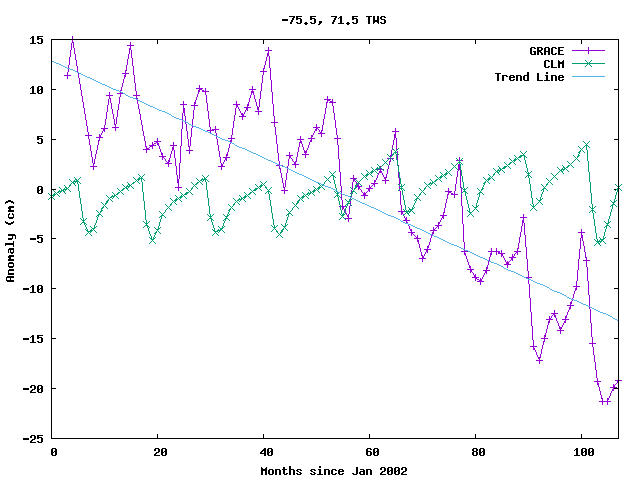 -75.5, 71.5 TWS
GRACE
CLM
Trend Line
15
10
5
0
-5
-10
-15
-20
-25
Anomaly (cm)
0 20 40 60 80 100
Months since Jan 2002